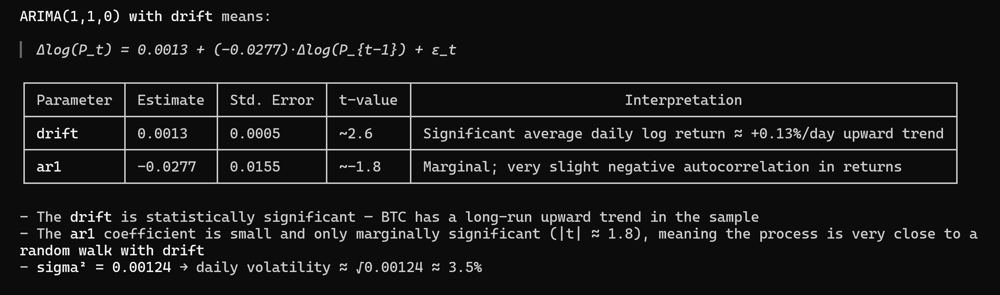 ARIMA(1,1,0) with drift means:
Δlog(P_t) = 0.0013 + (−0.0277)·Δlog(P_{t−1}) + ε_t
Parameter Estimate Std. Error t−value Interpretation
drift 0.0013 0.0005 ~2.6 Significant average daily log return ≈ +0.13%/day upward trend
ar1 −0.0277 0.0155 ~−1.8 Marginal; very slight negative autocorrelation in returns
− The drift is statistically significant — BTC has a long−run upward trend in the sample
− The ar1 coefficient is small and only marginally significant (|t| ≈ 1.8), meaning the process is very close to a
random walk with drift
− sigma² = 0.00124 → daily volatility ≈ √0.00124 ≈ 3.5%